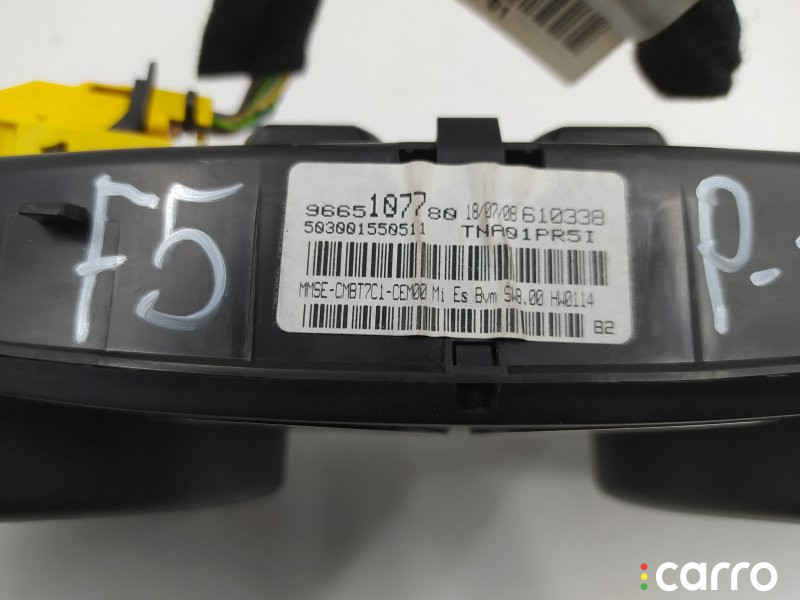 F5
9665107780 18/07/08 610338
503001550511 TNA01PR5I
MMSE-CMBT7C1-CEM00 Mi Es Bvm SW8.00 HW0114
B2
P-
carro